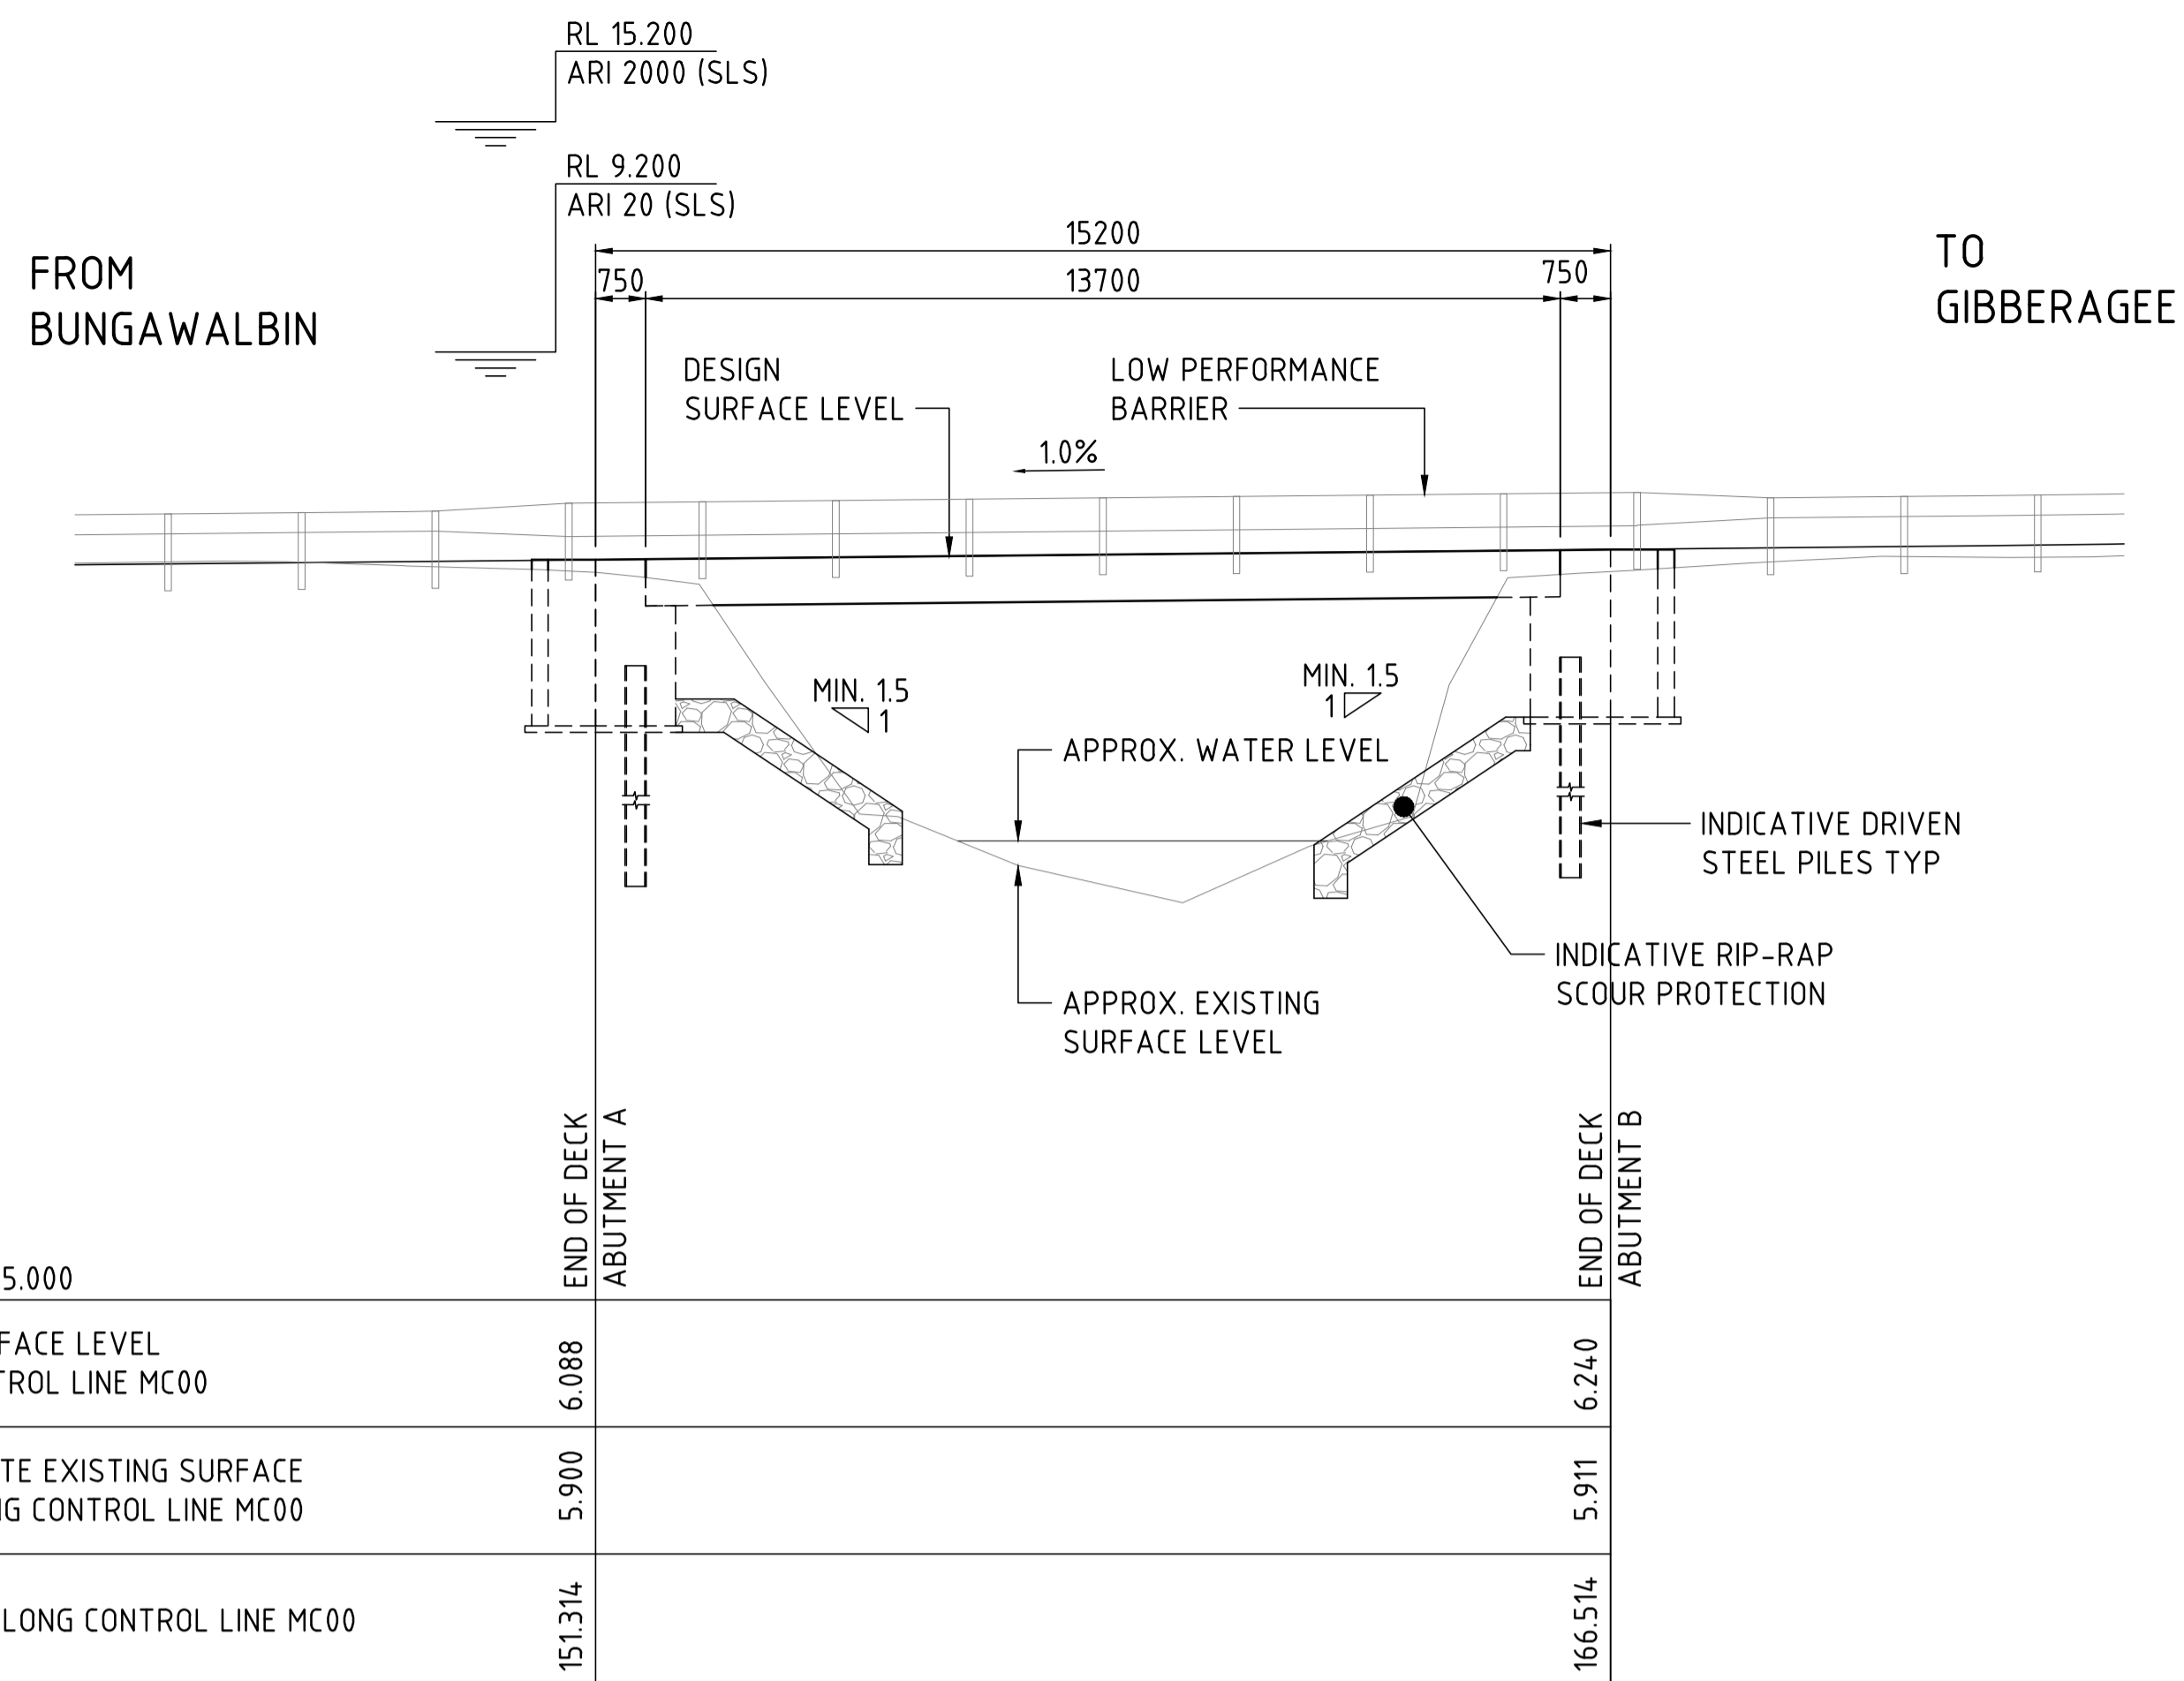 RL 15.200
ARI 2000 (SLS)
RL 9.200
ARI 20 (SLS)
FROM
BUNGAWALBIN
TO
GIBBERAGEE
15200
750
13700
750
DESIGN
SURFACE LEVEL
LOW PERFORMANCE
BARRIER
1.0%
MIN. 1.5
1
MIN. 1.5
1
APPROX. WATER LEVEL
INDICATIVE DRIVEN
STEEL PILES TYP
INDICATIVE RIP-RAP
SCOUR PROTECTION
APPROX. EXISTING
SURFACE LEVEL
END OF DECK
ABUTMENT A
END OF DECK
ABUTMENT B
5.000
FACE LEVEL
TROL LINE MC00
6.088
6.240
TE EXISTING SURFACE
NG CONTROL LINE MC00
5.900
5.911
LONG CONTROL LINE MC00
151.314
166.514